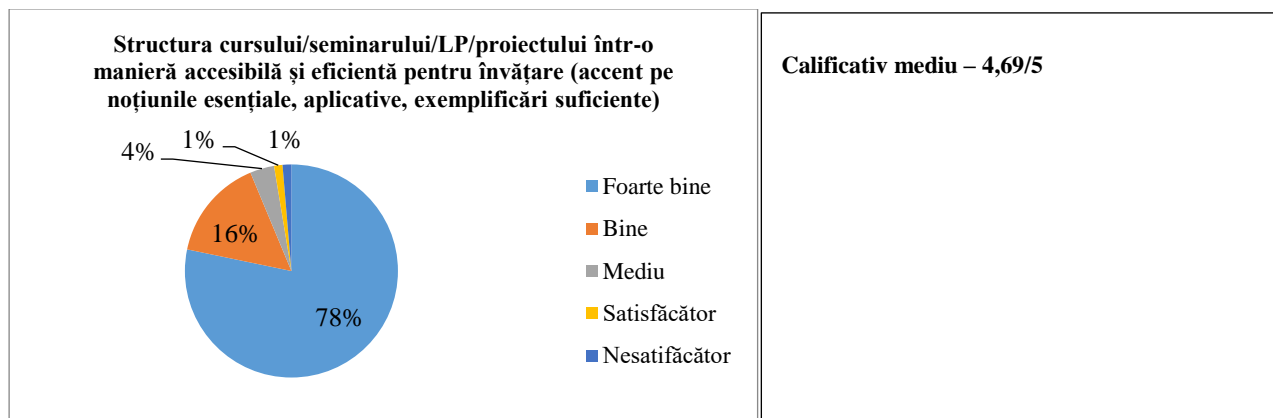 Structura cursului/seminarului/LP/proiectului într-o
manieră accesibilă și eficientă pentru învățare (accent pe
noțiunile esențiale, aplicative, exemplificări suficiente)
4%
1%
1%
16%
78%
Foarte bine
Bine
Mediu
Satisfăcător
Nesatifăcător
Calificativ mediu – 4,69/5